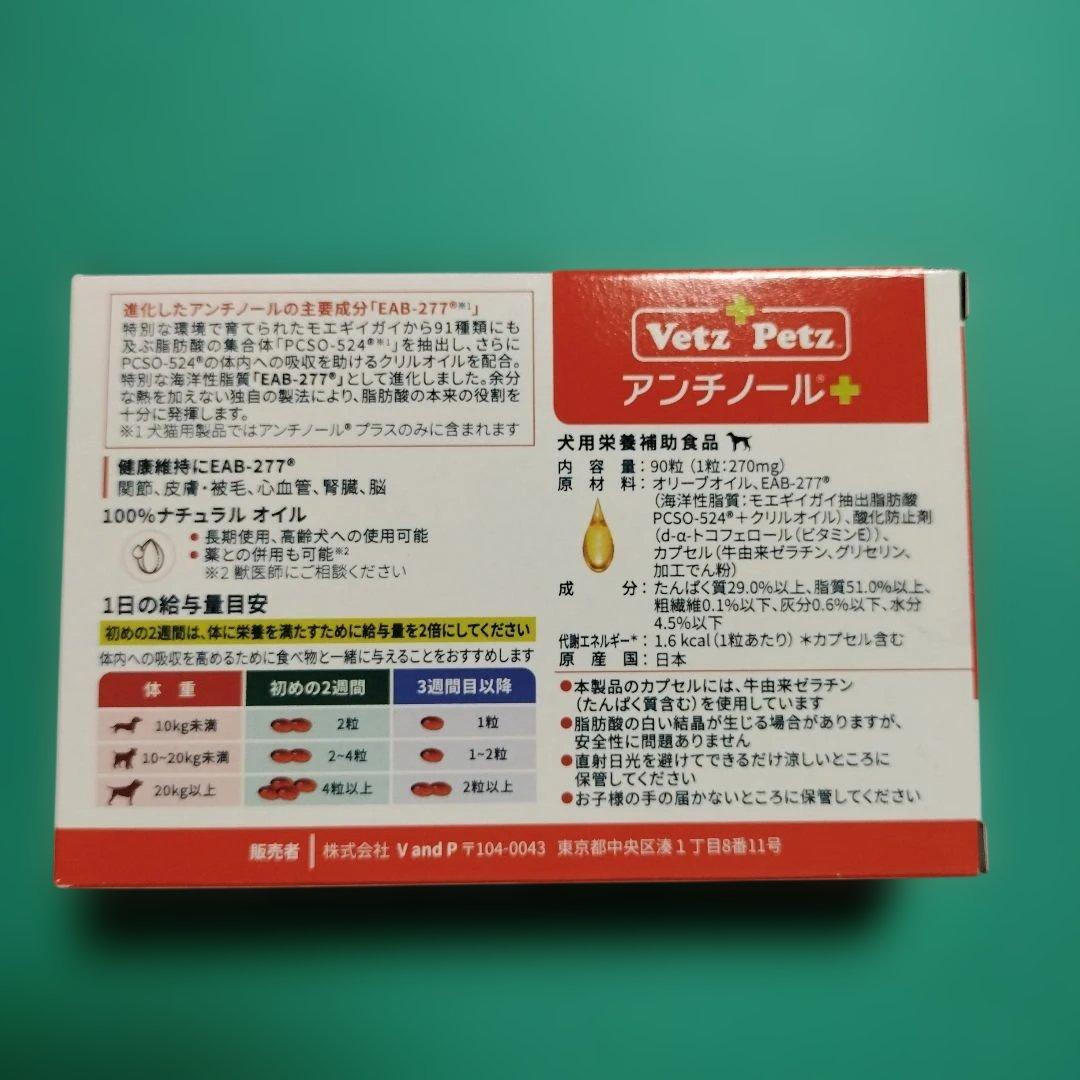 進化したアンチノールの主要成分「EAB-277®※1」
特別な環境で育てられたモエギイガイから91種類にも
及ぶ脂肪酸の集合体「PCSO-524®※1」を抽出し、さらに
PCSO-524®の体内への吸収を助けるクリルオイルを配合。
特別な海洋性脂質「EAB-277®」として進化しました。余分
な熱を加えない独自の製法により、脂肪酸の本来の役割を
十分に発揮します。
※1 犬猫用製品ではアンチノール® プラスのみに含まれます
健康維持にEAB-277®
関節、皮膚・被毛、心血管、腎臓、脳
100%ナチュラル オイル
●長期使用、高齢犬への使用可能
●薬との併用も可能※2
※2 獣医師にご相談ください
1日の給与量目安
初めの2週間は、体に栄養を満たすために給与量を2倍にしてください
体内への吸収を高めるために食べ物と一緒に与えることをおすすめします
体 重 初めの2週間 3週間目以降
10kg未満 2粒 1粒
10~20kg未満 2~4粒 1~2粒
20kg以上 4粒以上 2粒以上
Vetz Petz
アンチノール®
犬用栄養補助食品
内 容 量:90粒(1粒:270mg)
原 材 料:オリーブオイル、EAB-277®
(海洋性脂質:モエギイガイ抽出脂肪酸
PCSO-524®+クリルオイル)、酸化防止剤
(d-α-トコフェロール(ビタミンE))、
カプセル(牛由来ゼラチン、グリセリン、
加工でん粉)
成 分:たんぱく質29.0%以上、脂質51.0%以上、
粗繊維0.1%以下、灰分0.6%以下、水分
4.5%以下
代謝エネルギー*:1.6 kcal(1粒あたり)*カプセル含む
原 産 国:日本
●本製品のカプセルには、牛由来ゼラチン
(たんぱく質含む)を使用しています
●脂肪酸の白い結晶が生じる場合がありますが、
安全性に問題ありません
●直射日光を避けてできるだけ涼しいところに
保管してください
●お子様の手の届かないところに保管してください
販売者 株式会社 V and P 〒104-0043 東京都中央区湊1丁目8番11号